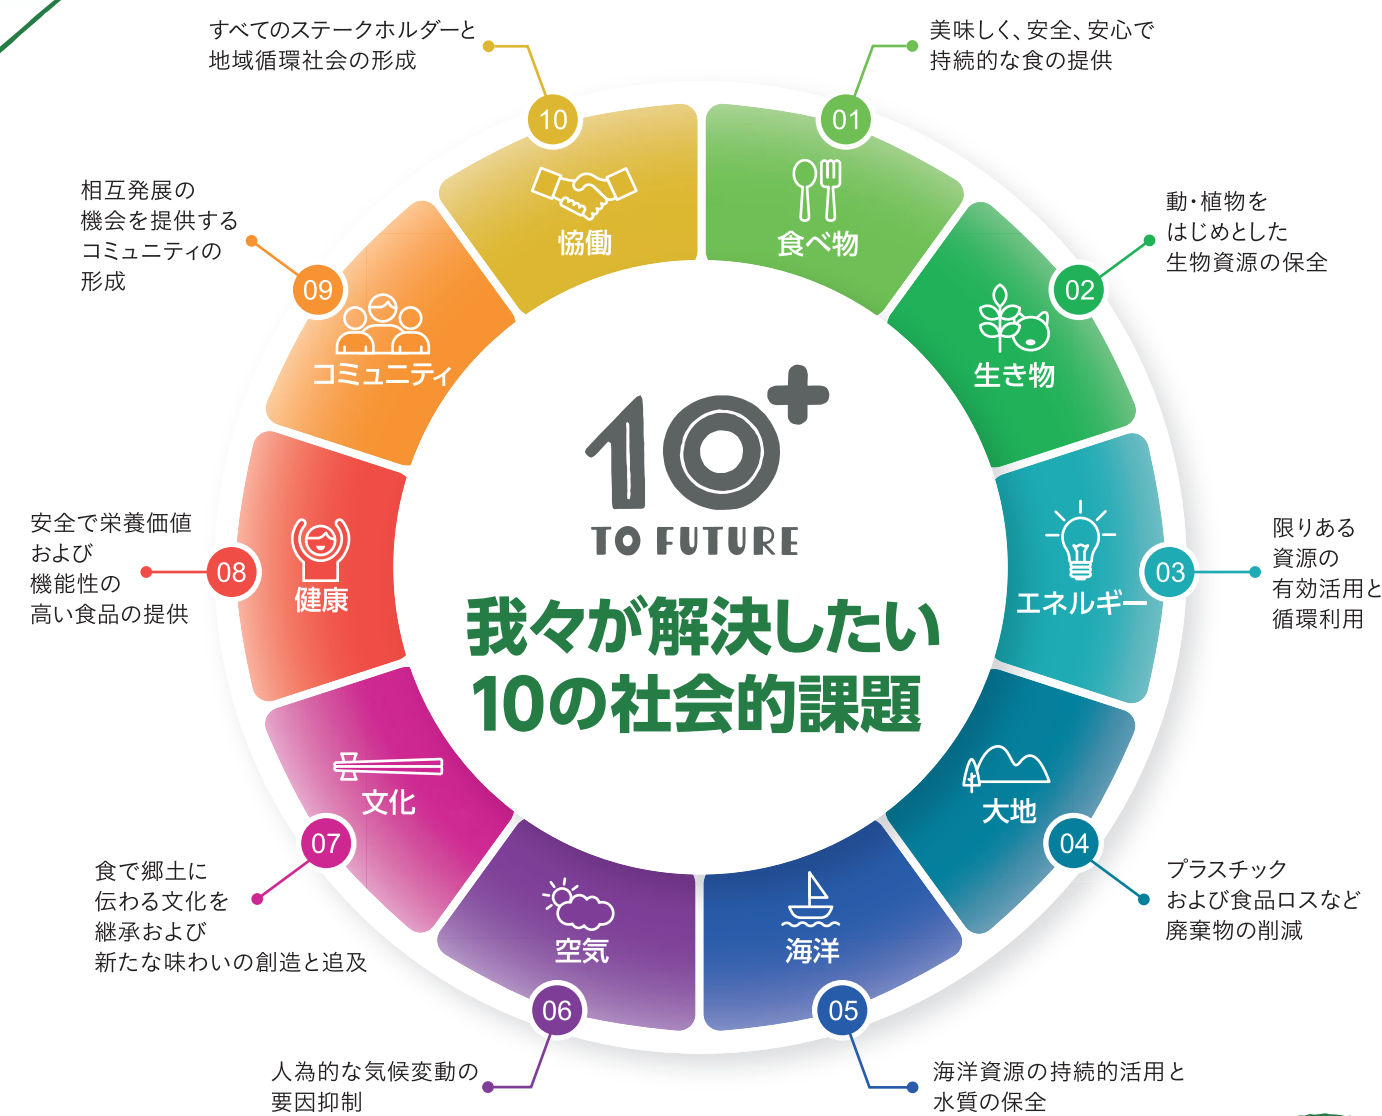 すべてのステークホルダーと
地域循環社会の形成
10
協働
美味しく、安全、安心で
持続的な食の提供
01
食べ物
動・植物を
はじめとした
生物資源の保全
02
生き物
限りある
資源の
有効活用と
循環利用
03
エネルギー
プラスチック
および食品ロスなど
廃棄物の削減
04
大地
海洋資源の持続的活用と
水質の保全
05
海洋
人為的な気候変動の
要因抑制
06
空気
食で郷土に
伝わる文化を
継承および
新たな味わいの創造と追及
07
文化
安全で栄養価値
および
機能性の
高い食品の提供
08
健康
相互発展の
機会を提供する
コミュニティの
形成
09
コミュニティ
10+
TO FUTURE
我々が解決したい
10の社会的課題